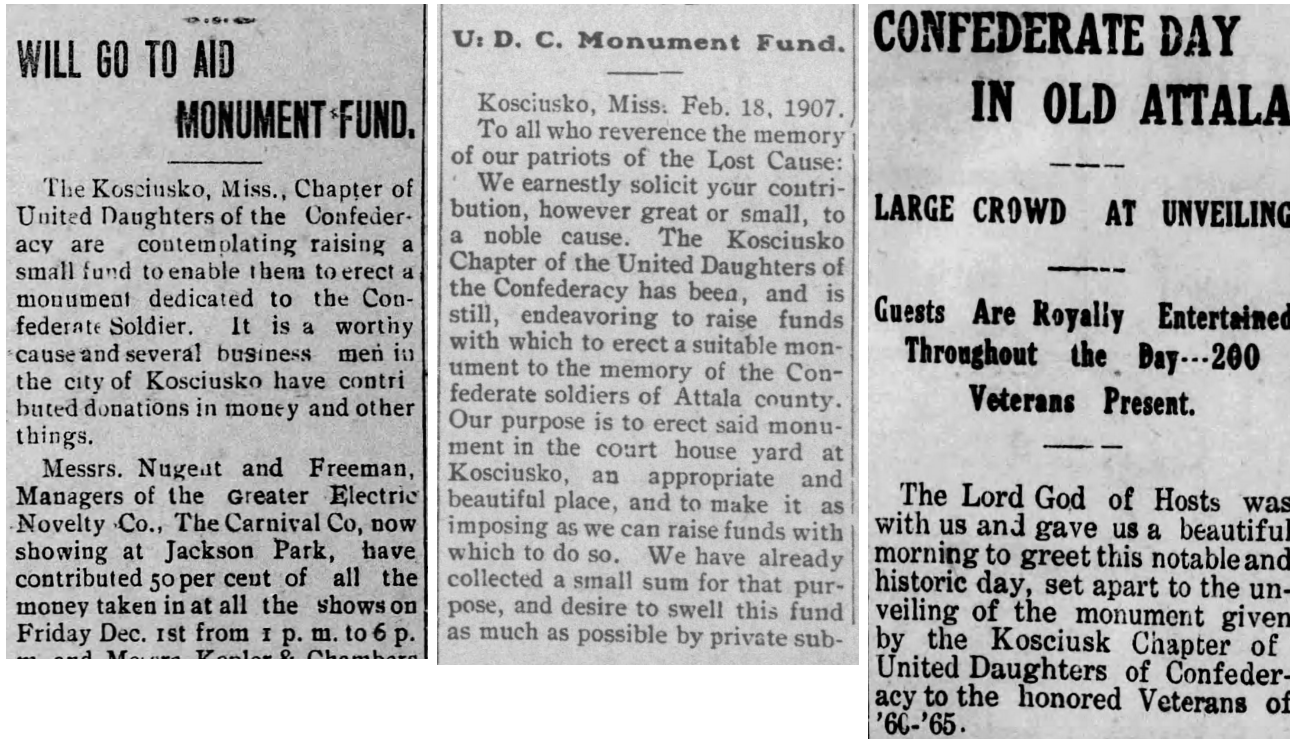 WILL GO TO AID
MONUMENT FUND.
The Kosciusko, Miss., Chapter of
United Daughters of the Confeder-
acy are contemplating raising a
small fund to enable them to erect a
monument dedicated to the Con-
federate Soldier. It is a worthy
cause and several business men in
the city of Kosciusko have contri
buted donations in money and other
things.
Messrs. Nugent and Freeman,
Managers of the Greater Electric
Novelty Co., The Carnival Co, now
showing at Jackson Park, have
contributed 50 per cent of all the
money taken in at all the shows on
Friday Dec. 1st from 1 p. m. to 6 p.
m. and Messrs Kepler & Chambers
U: D. C. Monument Fund.
Kosciusko, Miss. Feb. 18, 1907.
To all who reverence the memory
of our patriots of the Lost Cause:
We earnestly solicit your contri-
bution, however great or small, to
a noble cause. The Kosciusko
Chapter of the United Daughters of
the Confederacy has been, and is
still, endeavoring to raise funds
with which to erect a suitable mon-
ument to the memory of the Con-
federate soldiers of Attala county.
Our purpose is to erect said monu-
ment in the court house yard at
Kosciusko, an appropriate and
beautiful place, and to make it as
imposing as we can raise funds with
which to do so. We have already
collected a small sum for that pur-
pose, and desire to swell this fund
as much as possible by private sub-
CONFEDERATE DAY
IN OLD ATTALA
LARGE CROWD AT UNVEILING
Guests Are Royally Entertained
Throughout the Day---200
Veterans Present.
The Lord God of Hosts was
with us and gave us a beautiful
morning to greet this notable and
historic day, set apart to the un-
veiling of the monument given
by the Kosciusk Chapter of
United Daughters of Confeder-
acy to the honored Veterans of
'60-'65.